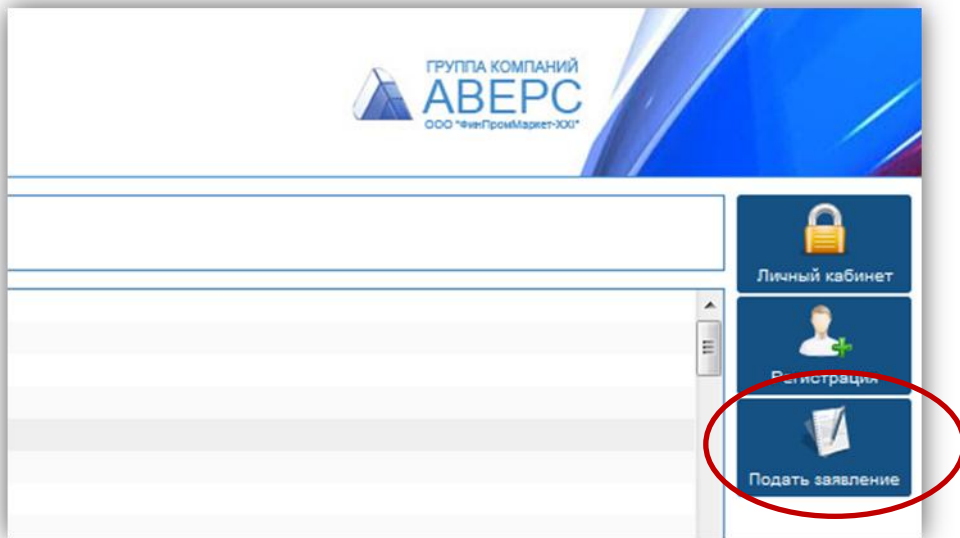 ГРУППА КОМПАНИЙ
АВЕРС
ООО "ФинПромМаркет-XXI"
Личный кабинет
Регистрация
Подать заявление